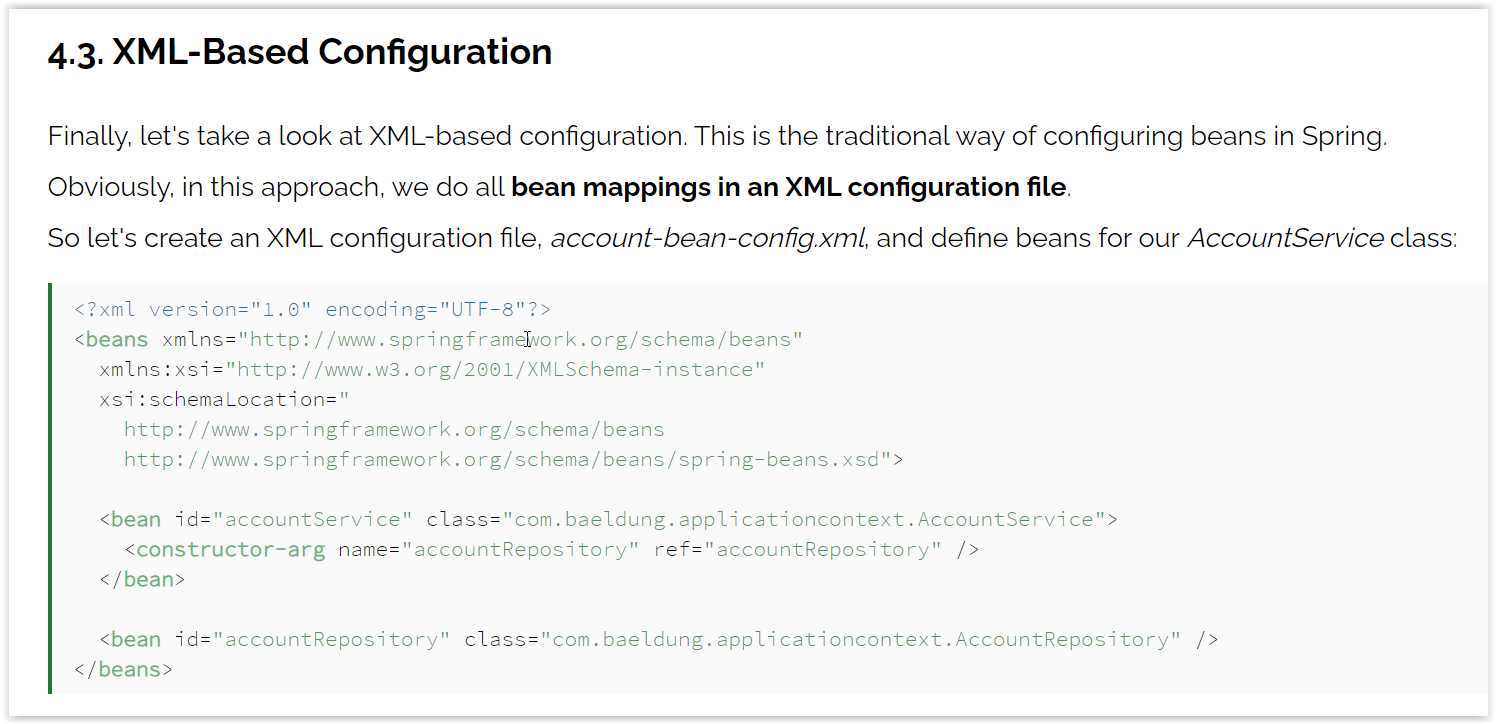 4.3. XML-Based Configuration
Finally, let's take a look at XML-based configuration. This is the traditional way of configuring beans in Spring.
Obviously, in this approach, we do all bean mappings in an XML configuration file.
So let's create an XML configuration file, account-bean-config.xml, and define beans for our AccountService class:
<?xml version="1.0" encoding="UTF-8"?>
<beans xmlns="http://www.springframework.org/schema/beans"
  xmlns:xsi="http://www.w3.org/2001/XMLSchema-instance"
  xsi:schemaLocation="
    http://www.springframework.org/schema/beans
    http://www.springframework.org/schema/beans/spring-beans.xsd">
  <bean id="accountService" class="com.baeldung.applicationcontext.AccountService">
    <constructor-arg name="accountRepository" ref="accountRepository" />
  </bean>
  <bean id="accountRepository" class="com.baeldung.applicationcontext.AccountRepository" />
</beans>